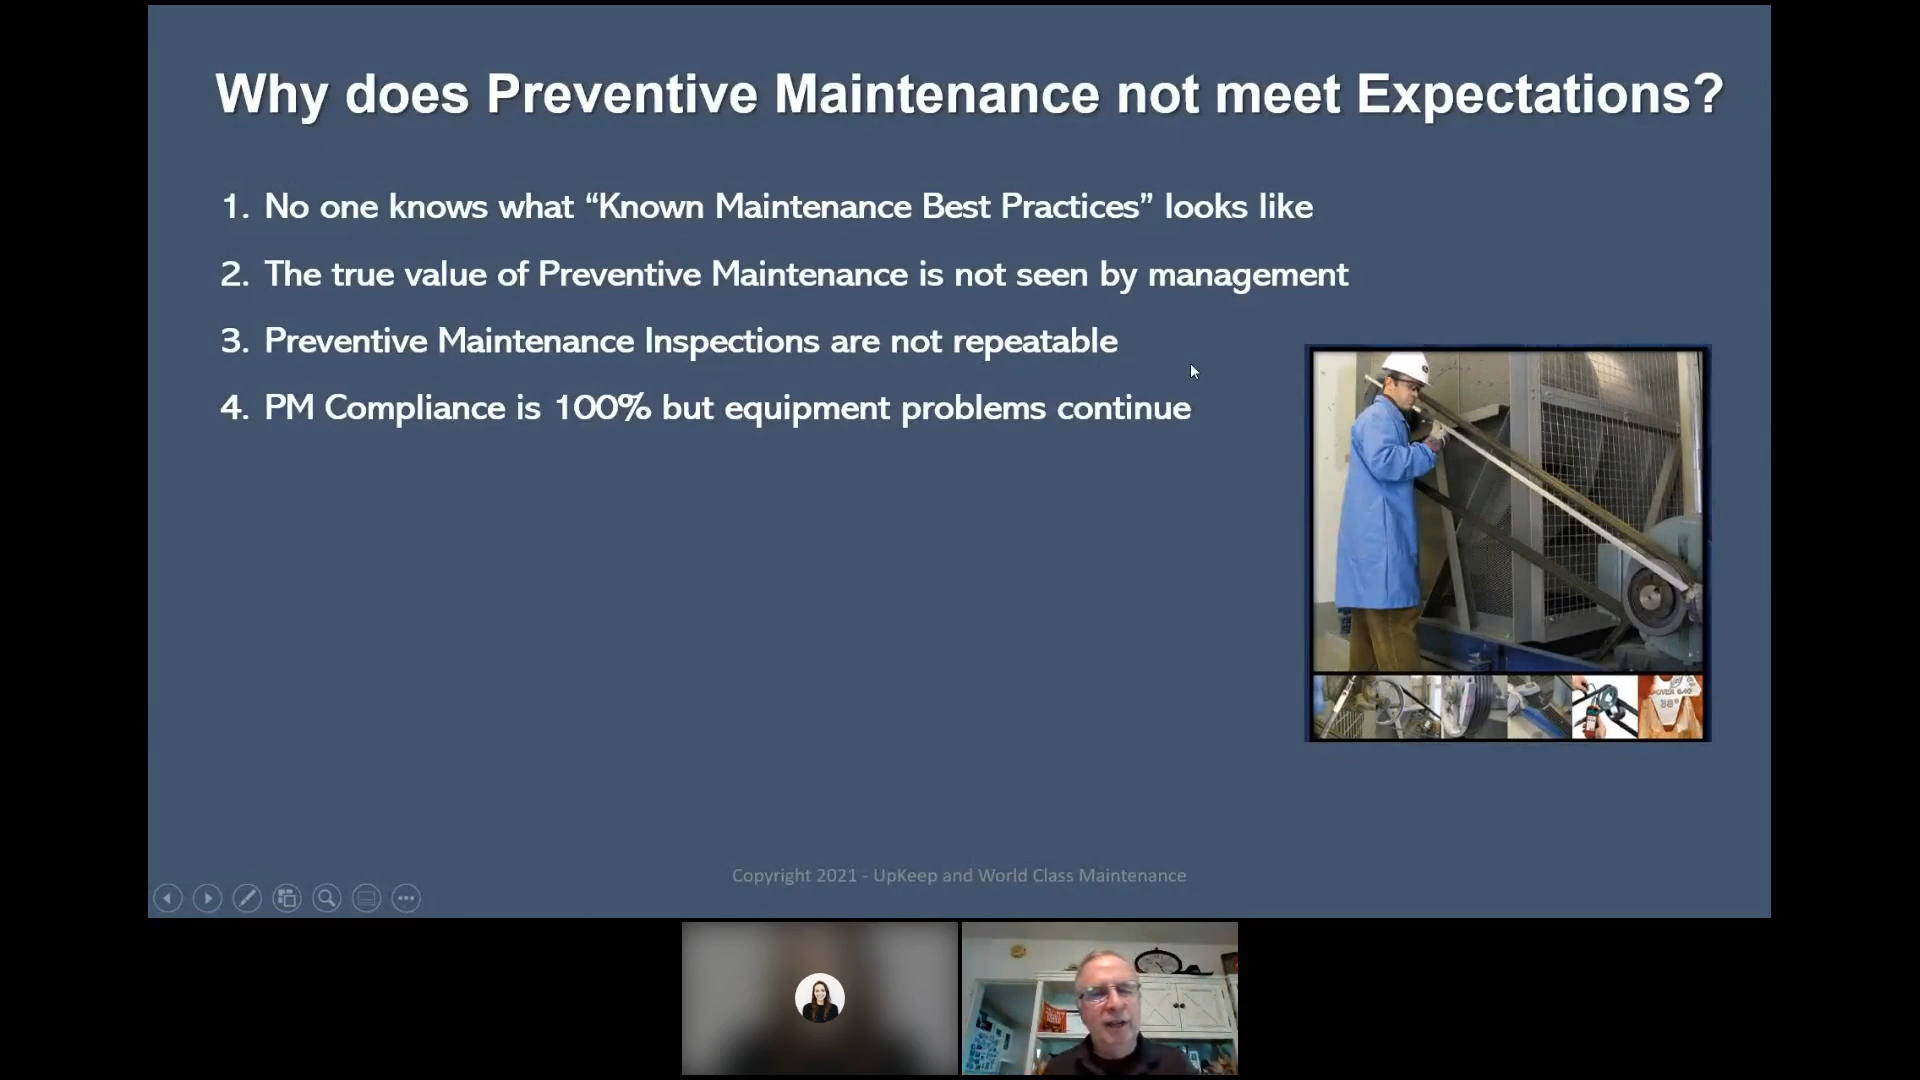 Why does Preventive Maintenance not meet Expectations?
1. No one knows what “Known Maintenance Best Practices” looks like
2. The true value of Preventive Maintenance is not seen by management
3. Preventive Maintenance Inspections are not repeatable
4. PM Compliance is 100% but equipment problems continue
38°
Copyright 2021 - UpKeep and World Class Maintenance